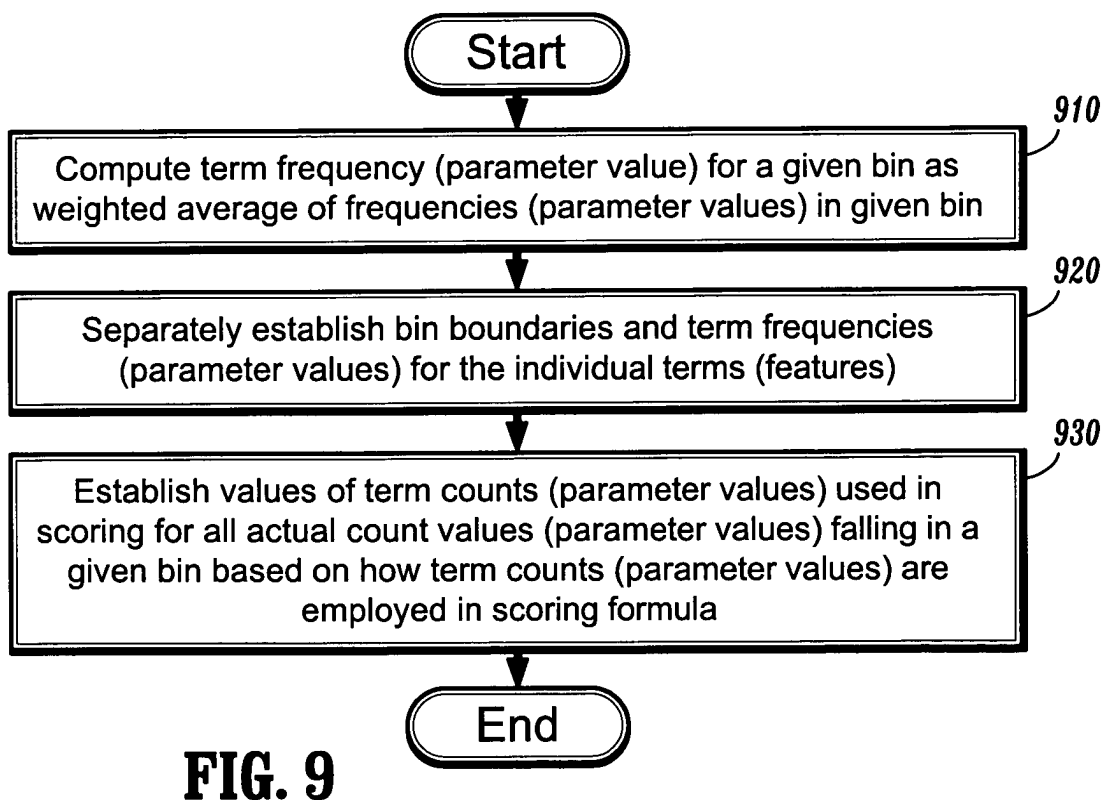 Start
910
Compute term frequency (parameter value) for a given bin as
weighted average of frequencies (parameter values) in given bin
920
Separately establish bin boundaries and term frequencies
(parameter values) for the individual terms (features)
930
Establish values of term counts (parameter values) used in
scoring for all actual count values (parameter values) falling in a
given bin based on how term counts (parameter values) are
employed in scoring formula
End
FIG. 9